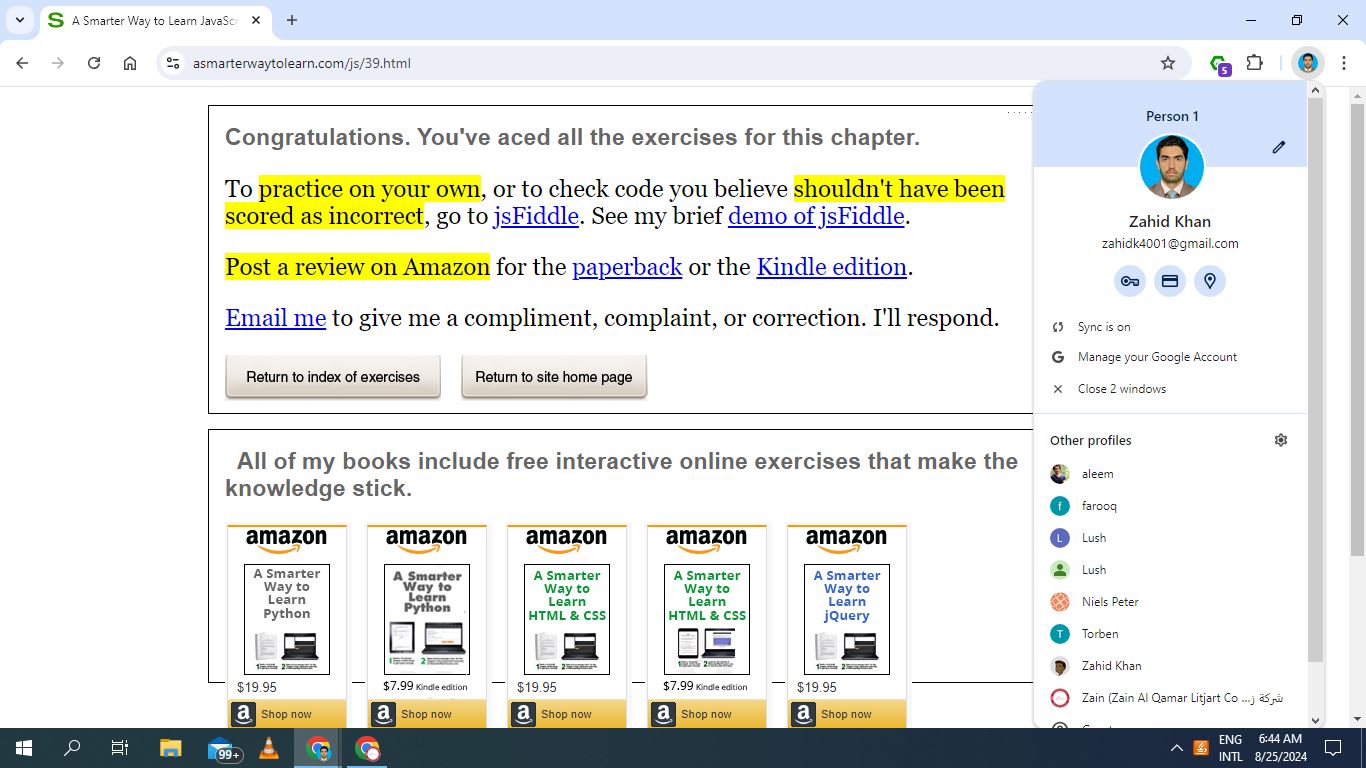 A Smarter Way to Learn JavaScr
asmarterwaytolearn.com/js/39.html
5
Congratulations. You've aced all the exercises for this chapter.
To practice on your own, or to check code you believe shouldn't have been
scored as incorrect, go to jsFiddle. See my brief demo of jsFiddle.
Post a review on Amazon for the paperback or the Kindle edition.
Email me to give me a compliment, complaint, or correction. I'll respond.
Return to index of exercises
Return to site home page
All of my books include free interactive online exercises that make the
knowledge stick.
amazon
A Smarter
Way to
Learn
Python
$19.95
Shop now
amazon
A Smarter
Way to
Learn
Python
$7.99 Kindle edition
Shop now
amazon
A Smarter
Way to
Learn
HTML & CSS
$19.95
Shop now
amazon
A Smarter
Way to
Learn
HTML & CSS
$7.99 Kindle edition
Shop now
amazon
A Smarter
Way to
Learn
jQuery
$19.95
Shop now
Person 1
Zahid Khan
zahidk4001@gmail.com
Sync is on
Manage your Google Account
Close 2 windows
Other profiles
aleem
f farooq
L Lush
Lush
Niels Peter
T Torben
Zahid Khan
Zain (Zain Al Qamar Litjart Co ...شركة ز
99+
ENG
INTL
6:44 AM
8/25/2024